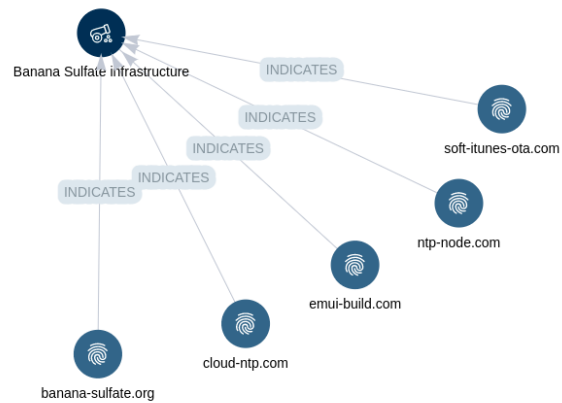 Banana Sulfate infrastructure
INDICATES
soft-itunes-ota.com
INDICATES
ntp-node.com
INDICATES
emui-build.com
INDICATES
cloud-ntp.com
INDICATES
banana-sulfate.org